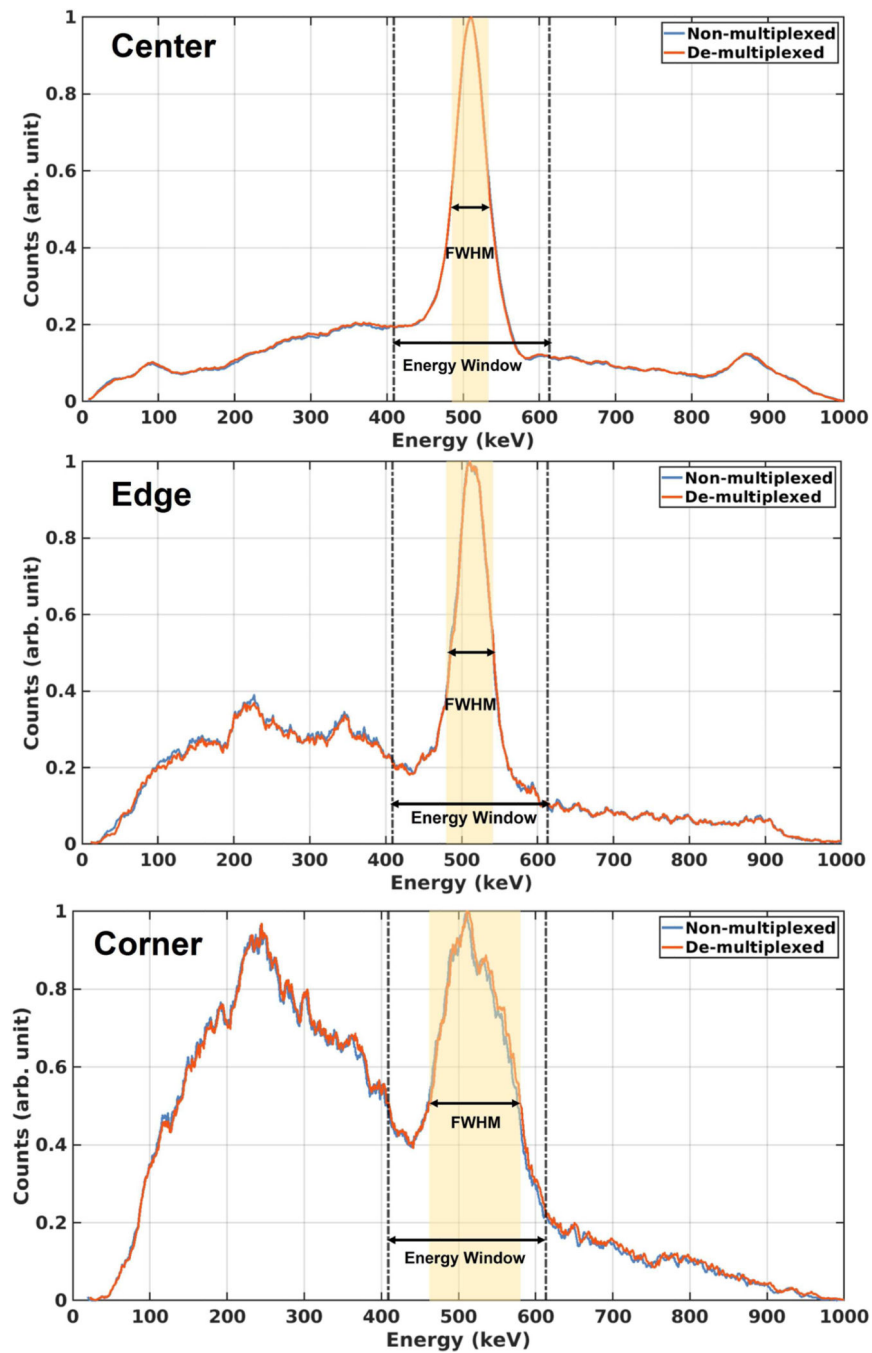 Center
Non-multiplexed
De-multiplexed
Counts (arb. unit)
1
0.8
0.6
0.4
0.2
0
FWHM
Energy Window
0 100 200 300 400 500 600 700 800 900 1000
Energy (keV)
Edge
Non-multiplexed
De-multiplexed
Counts (arb. unit)
1
0.8
0.6
0.4
0.2
0
FWHM
Energy Window
0 100 200 300 400 500 600 700 800 900 1000
Energy (keV)
Corner
Non-multiplexed
De-multiplexed
Counts (arb. unit)
1
0.8
0.6
0.4
0.2
0
FWHM
Energy Window
0 100 200 300 400 500 600 700 800 900 1000
Energy (keV)